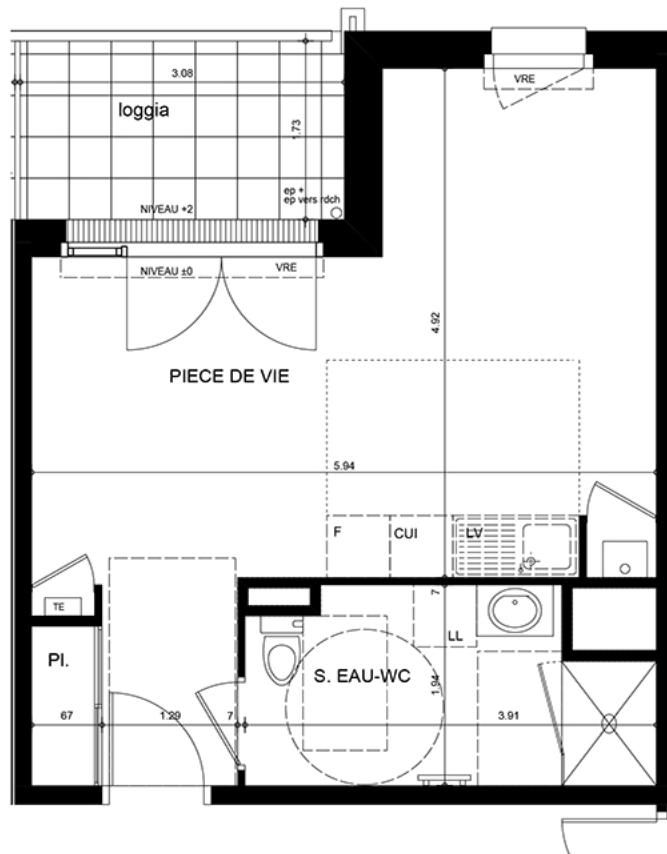 VRE
3.08
loggia
1.73
ep +
ep vers rdch
NIVEAU +2
NIVEAU ±0
VRE
4.92
PIECE DE VIE
5.94
F
CUI
LV
TE
7
LL
Pl.
S. EAU-WC
1.94
67
1.29
7
3.91